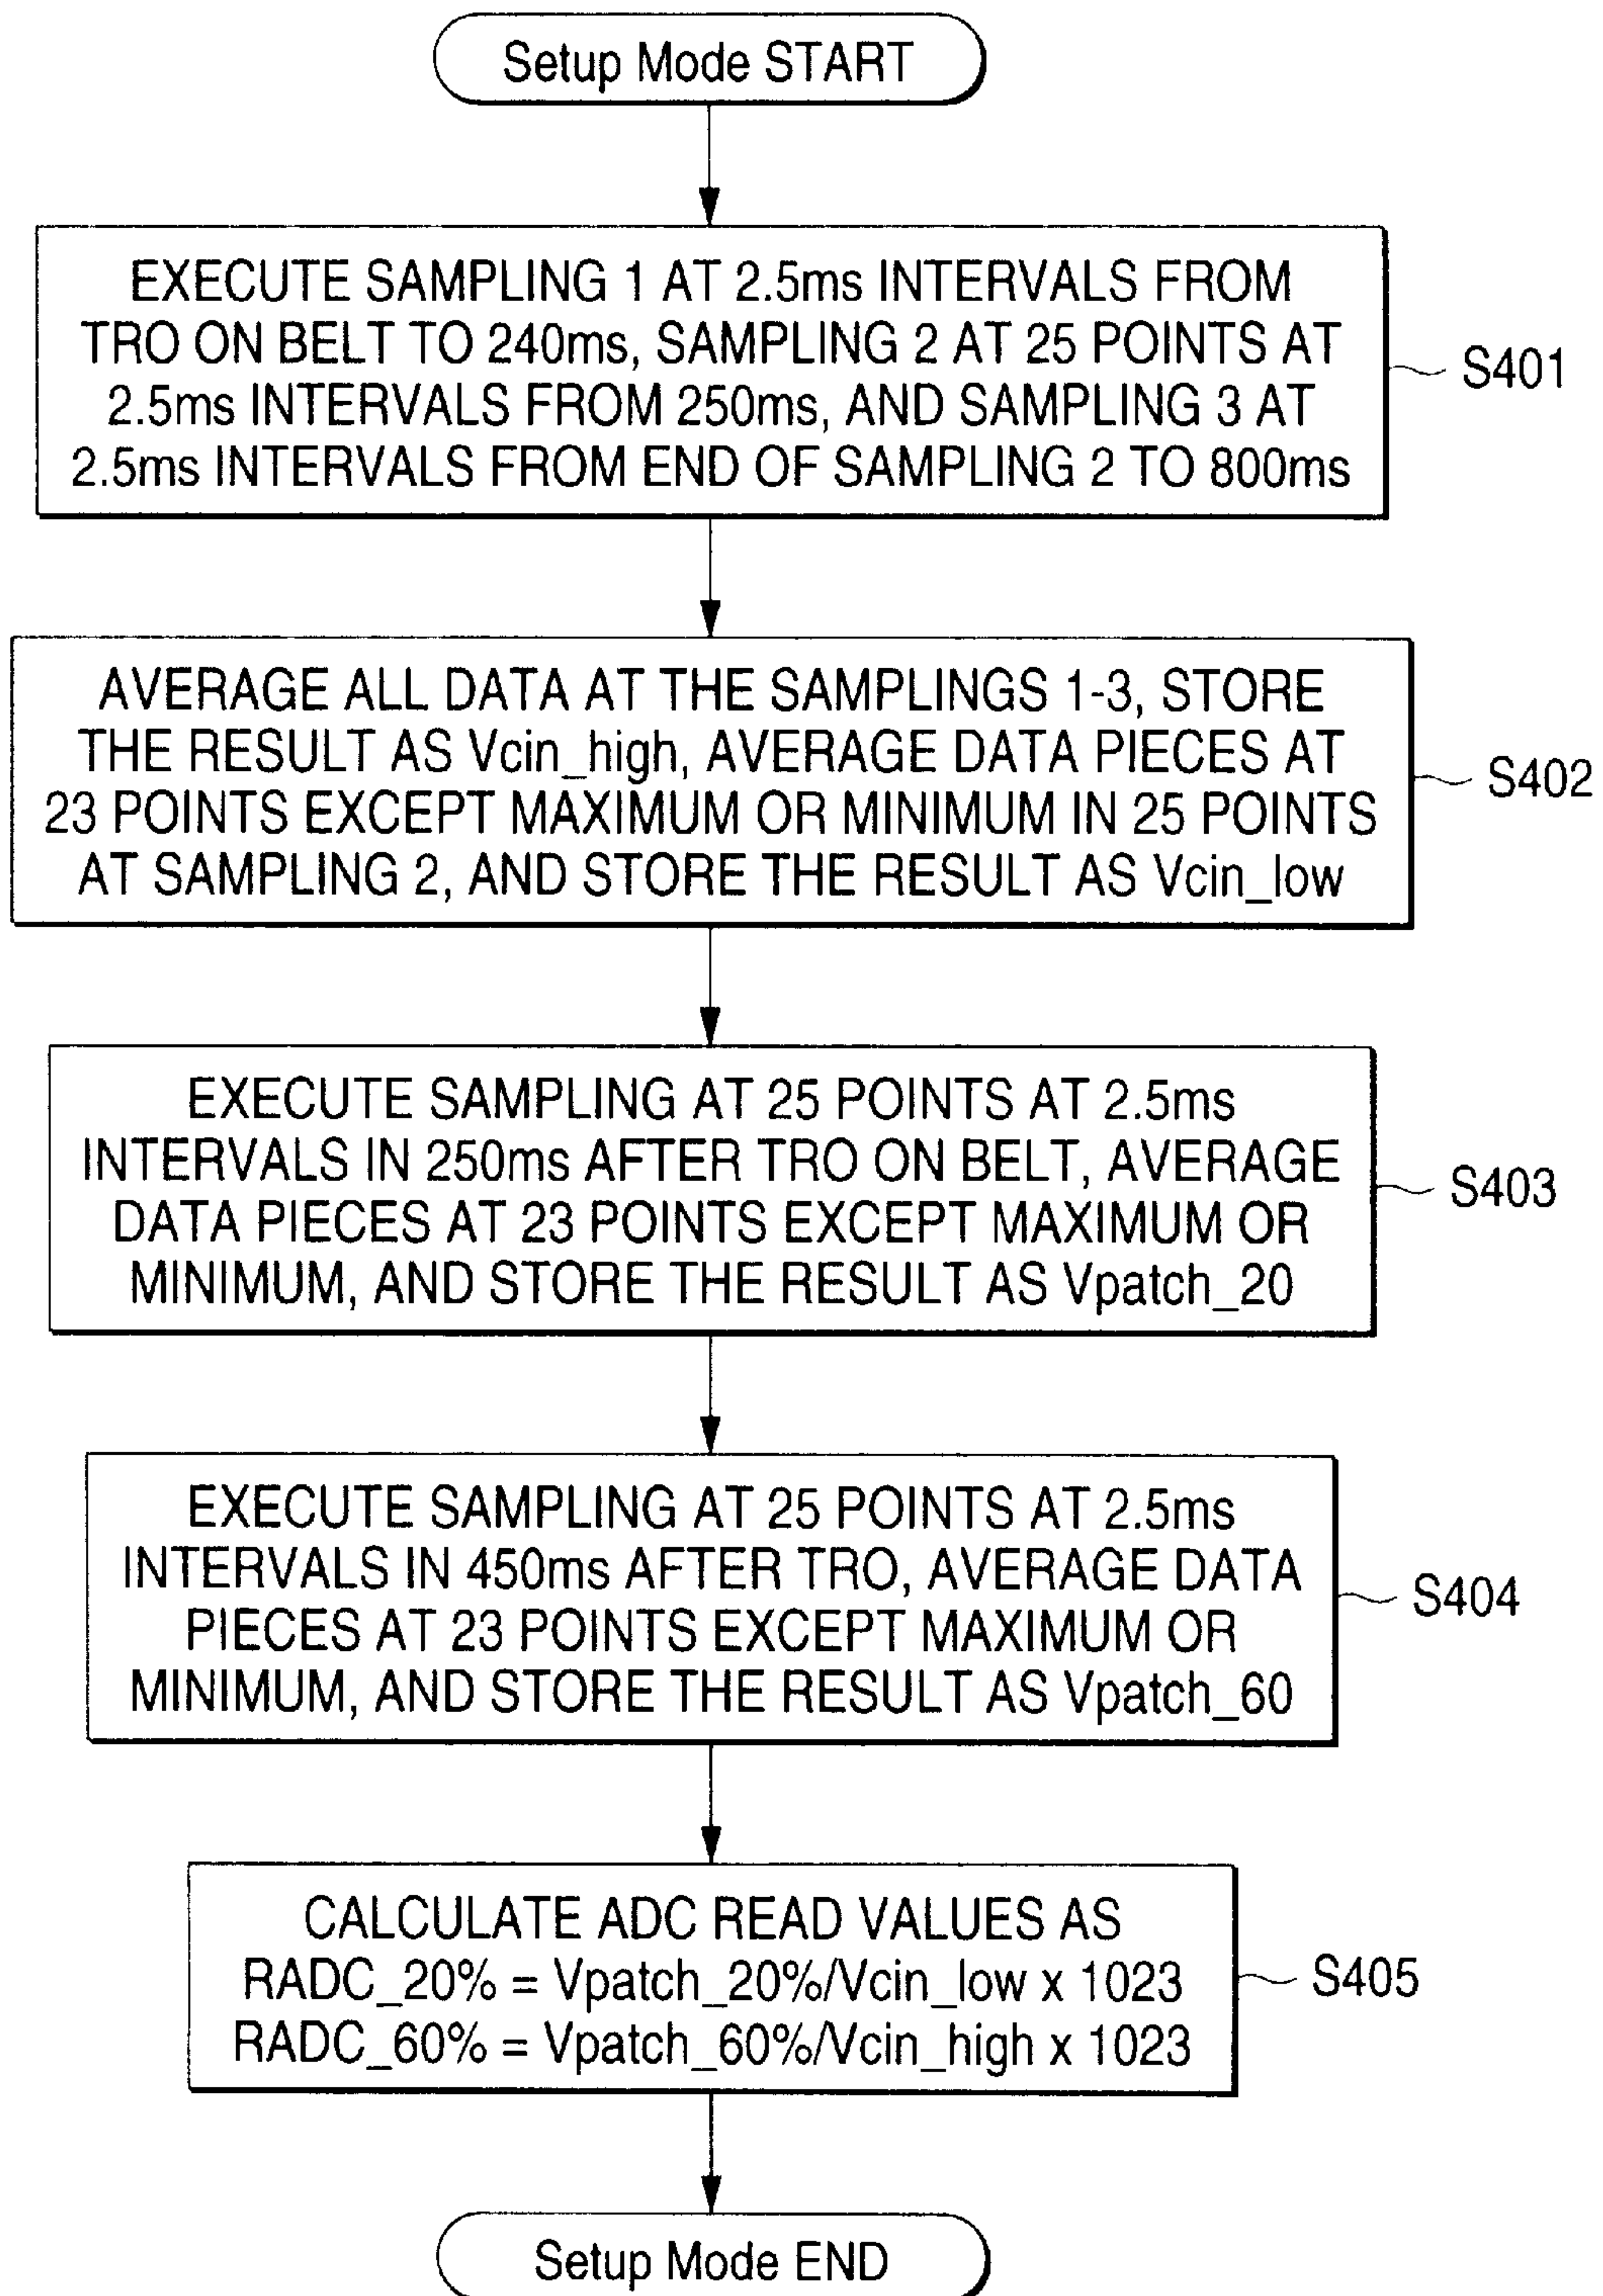 Setup Mode START
EXECUTE SAMPLING 1 AT 2.5ms INTERVALS FROM
TRO ON BELT TO 240ms, SAMPLING 2 AT 25 POINTS AT
2.5ms INTERVALS FROM 250ms, AND SAMPLING 3 AT
2.5ms INTERVALS FROM END OF SAMPLING 2 TO 800ms
S401
AVERAGE ALL DATA AT THE SAMPLINGS 1-3, STORE
THE RESULT AS Vcin_high, AVERAGE DATA PIECES AT
23 POINTS EXCEPT MAXIMUM OR MINIMUM IN 25 POINTS
AT SAMPLING 2, AND STORE THE RESULT AS Vcin_low
S402
EXECUTE SAMPLING AT 25 POINTS AT 2.5ms
INTERVALS IN 250ms AFTER TRO ON BELT, AVERAGE
DATA PIECES AT 23 POINTS EXCEPT MAXIMUM OR
MINIMUM, AND STORE THE RESULT AS Vpatch_20
S403
EXECUTE SAMPLING AT 25 POINTS AT 2.5ms
INTERVALS IN 450ms AFTER TRO, AVERAGE DATA
PIECES AT 23 POINTS EXCEPT MAXIMUM OR
MINIMUM, AND STORE THE RESULT AS Vpatch_60
S404
CALCULATE ADC READ VALUES AS
RADC_20% = Vpatch_20%/Vcin_low x 1023
RADC_60% = Vpatch_60%/Vcin_high x 1023
S405
Setup Mode END